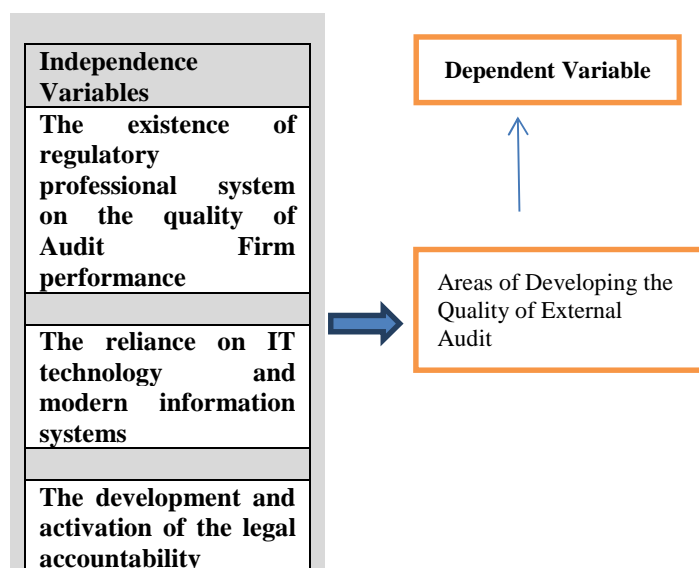 Independence
Variables
The existence of
regulatory
professional system
on the quality of
Audit Firm
performance
The reliance on IT
technology and
modern information
systems
The development and
activation of the legal
accountability
Dependent Variable
Areas of Developing the
Quality of External
Audit